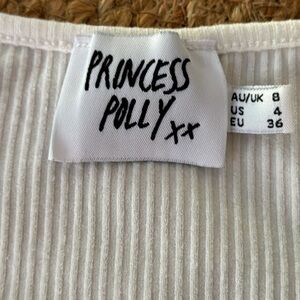 PRINCESS
POLLY xx
AU/UK 8
US 4
EU 36